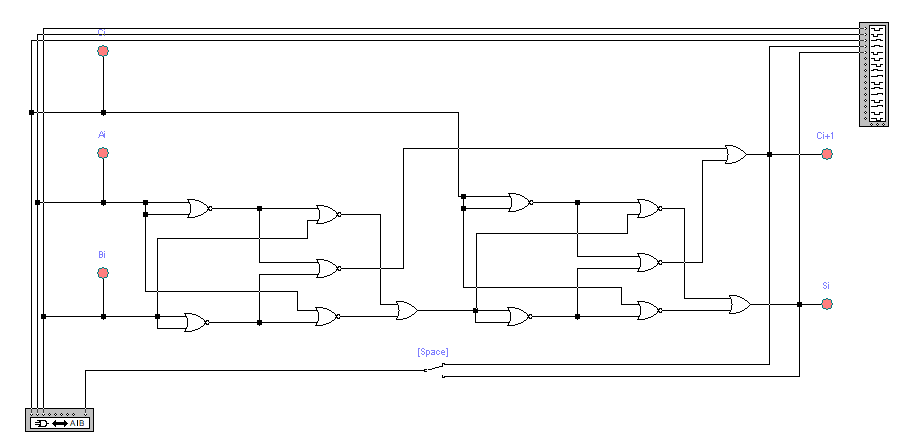 Ci
Ai
Ci+1
Bi
Si
[Space]
AIB